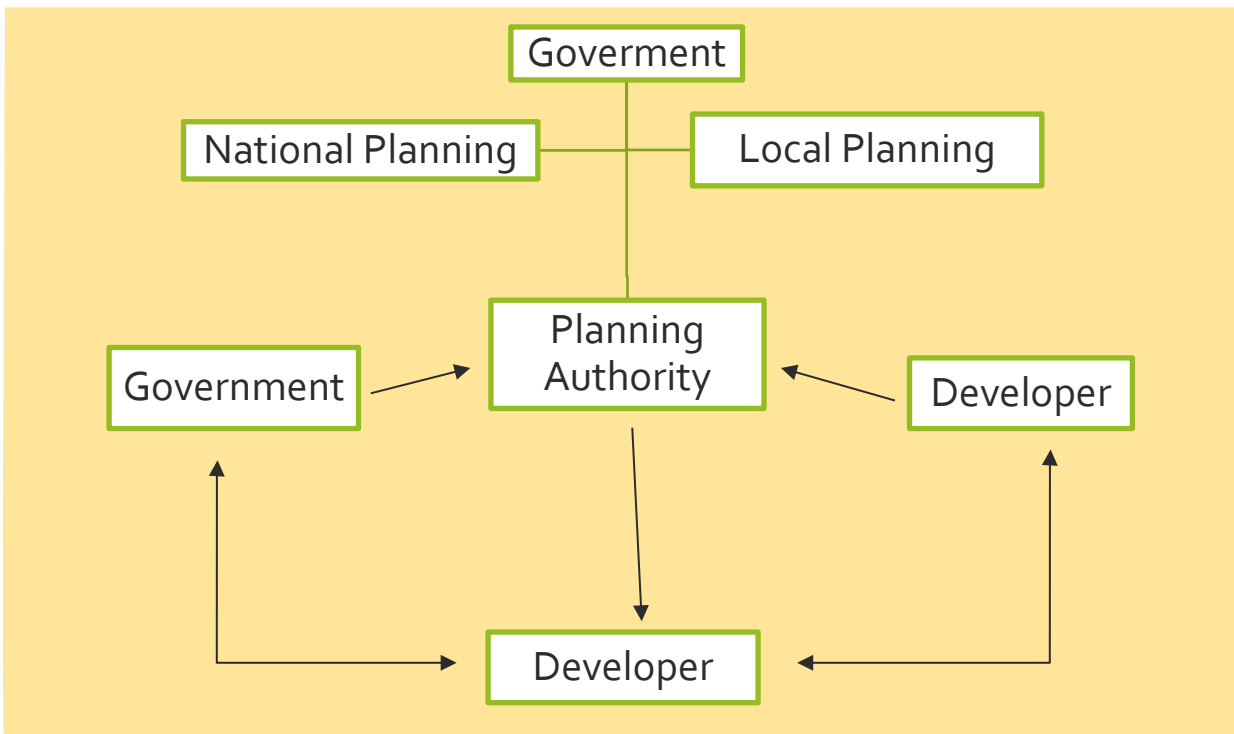 Goverment
National Planning
Local Planning
Planning
Authority
Government
Developer
Developer